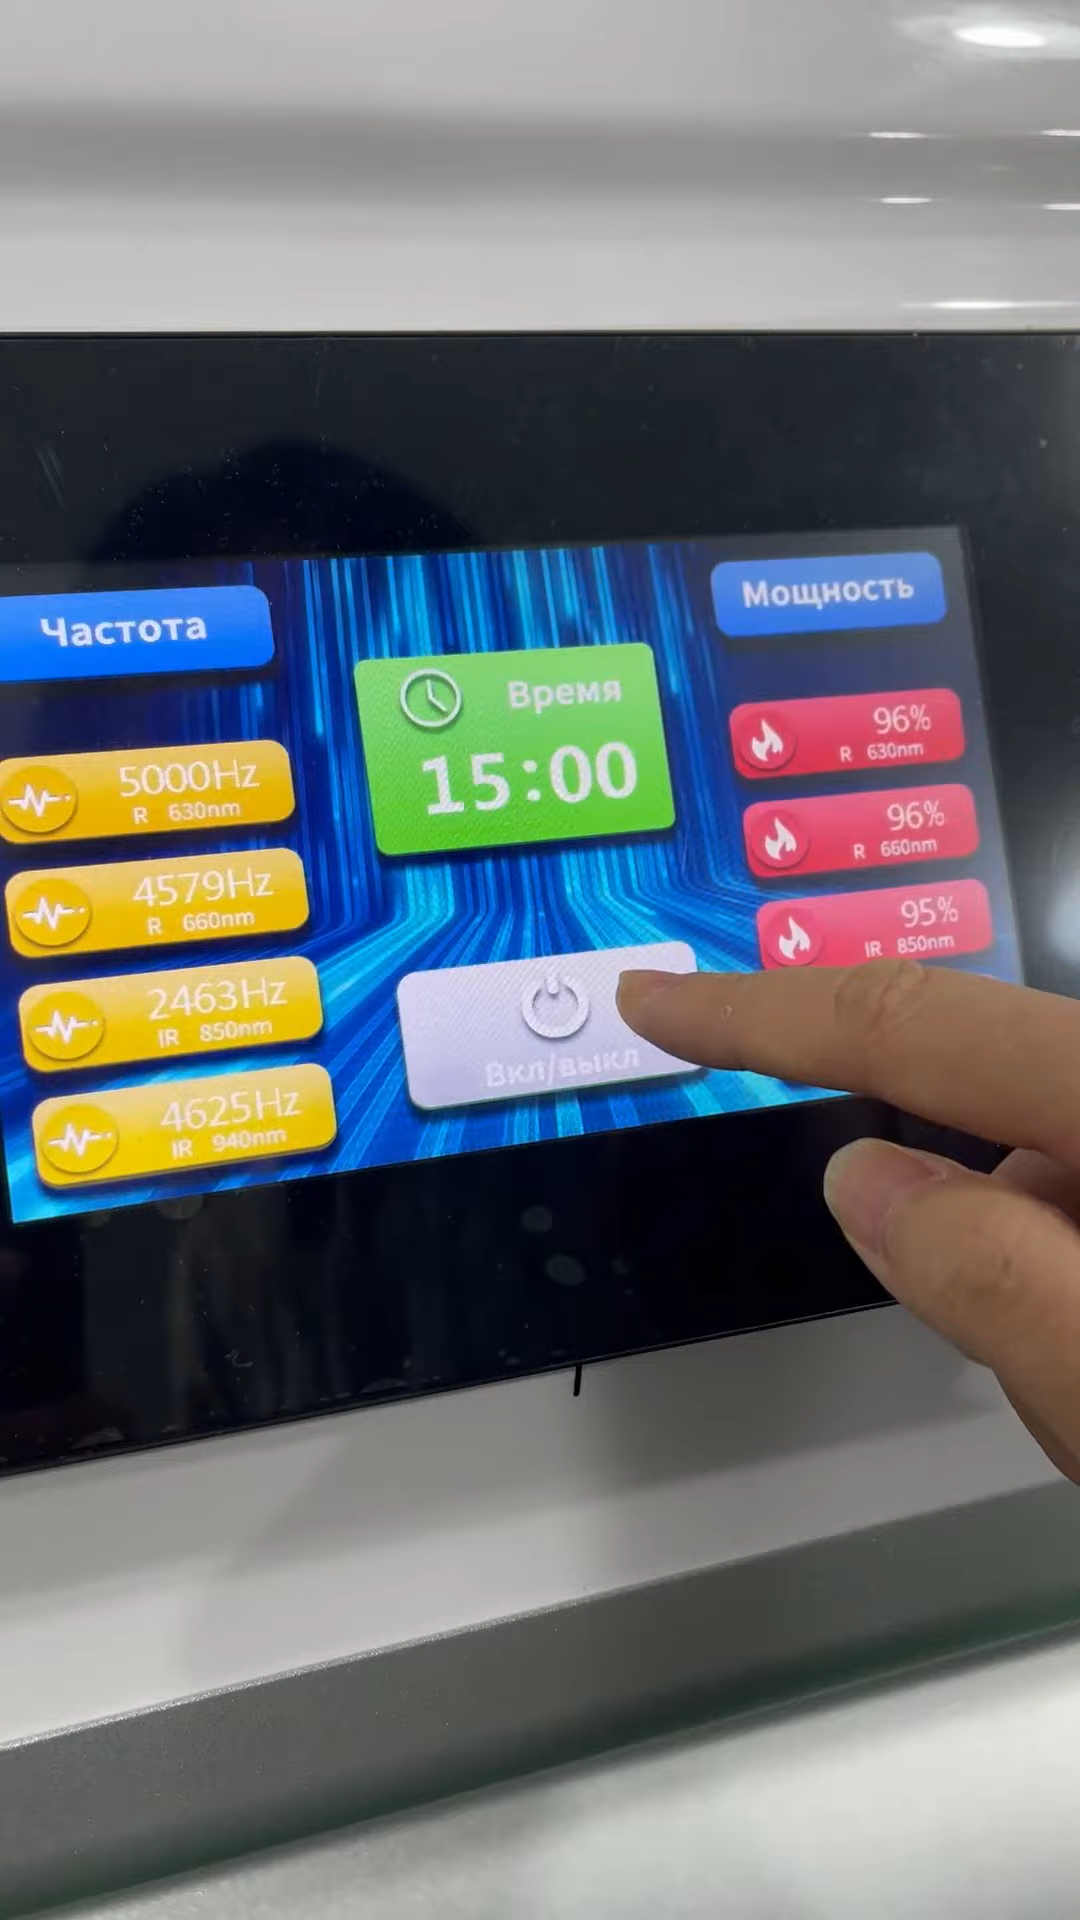 Частота
5000Hz
R 630nm
4579Hz
R 660nm
2463Hz
IR 850nm
4625Hz
IR 940nm
Время
15:00
Вкл/выкл
Мощность
96%
R 630nm
96%
R 660nm
95%
IR 850nm